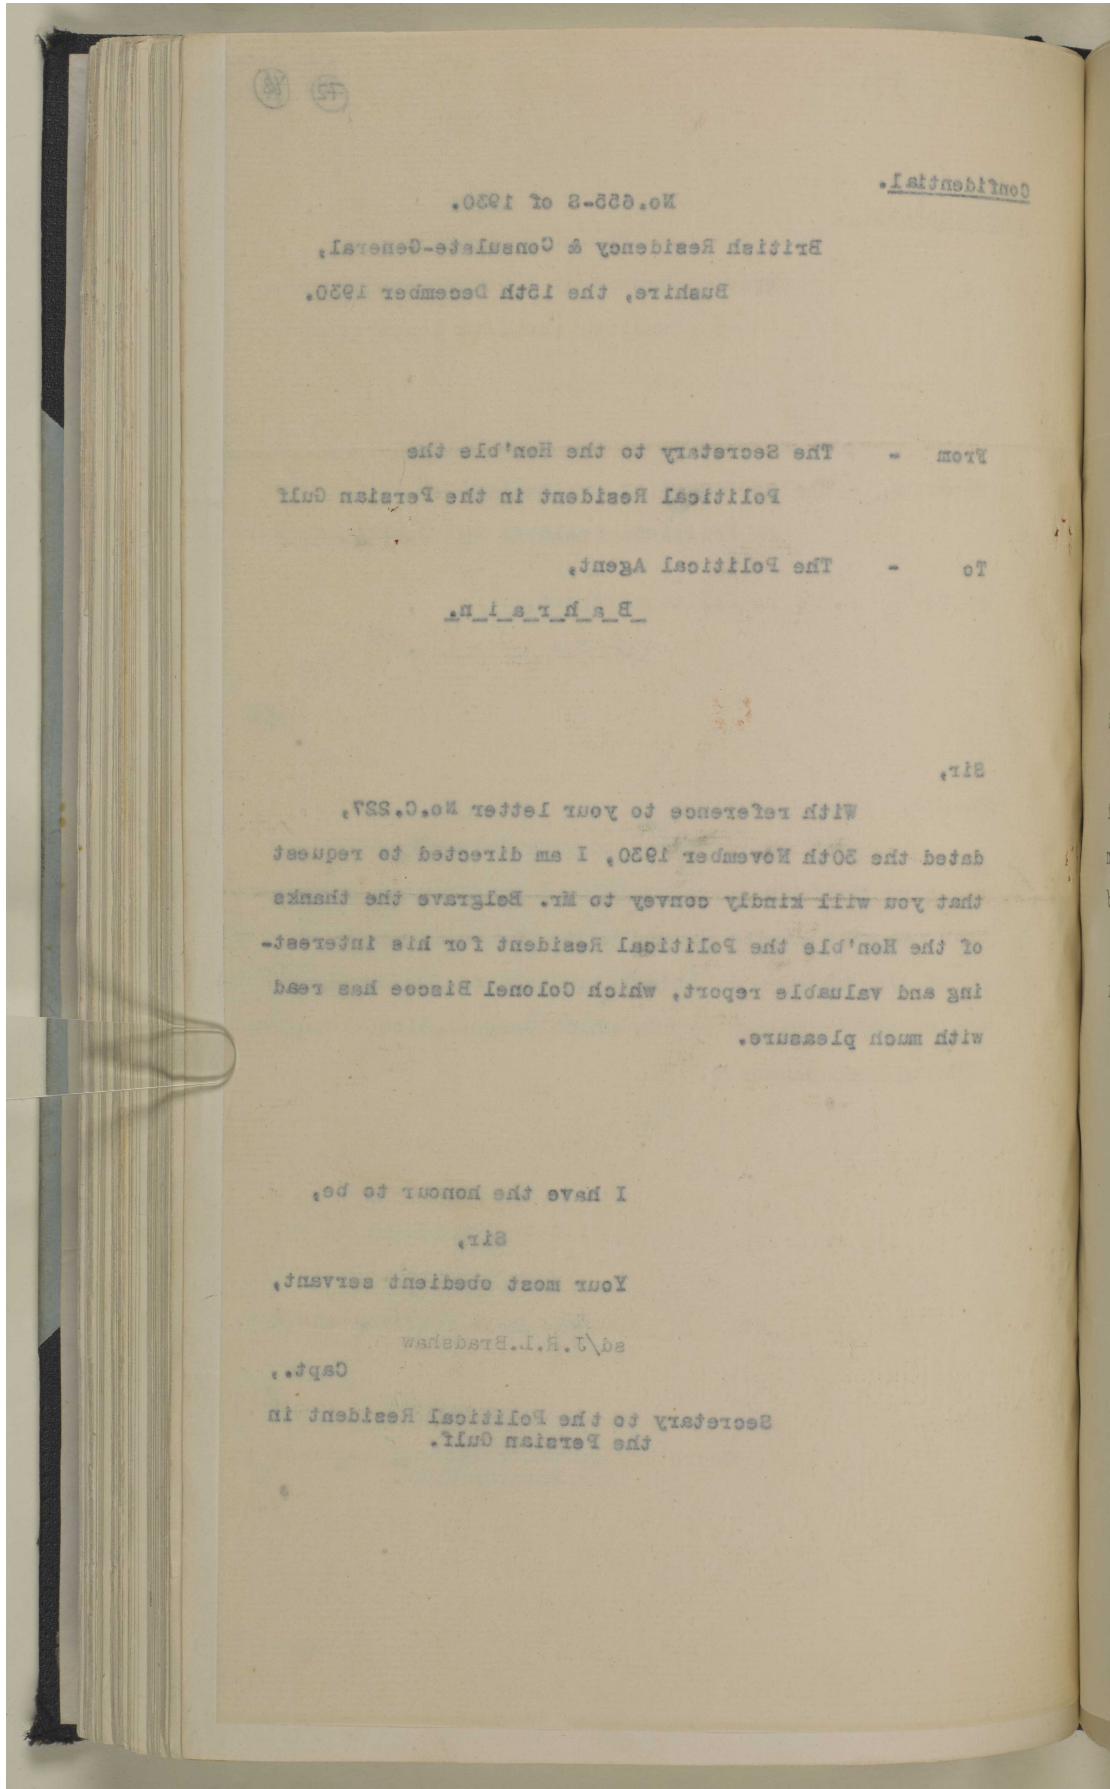 Confidential.
No.655-S of 1930.
British Residency & Consulate-General,
Bushire, the 15th December 1930.
From - The Secretary to the Hon'ble the
Political Resident in the Persian Gulf
To - The Political Agent,
B a h r a i n.
Sir,
With reference to your letter No.C.227,
dated the 30th November 1930, I am directed to request
that you will kindly convey to Mr. Belgrave the thanks
of the Hon'ble the Political Resident for his interest-
ing and valuable report, which Colonel Biscoe has read
with much pleasure.
I have the honour to be,
Sir,
Your most obedient servant,
sd/J.R.L.Bradshaw
Capt.,
Secretary to the Political Resident in
the Persian Gulf.